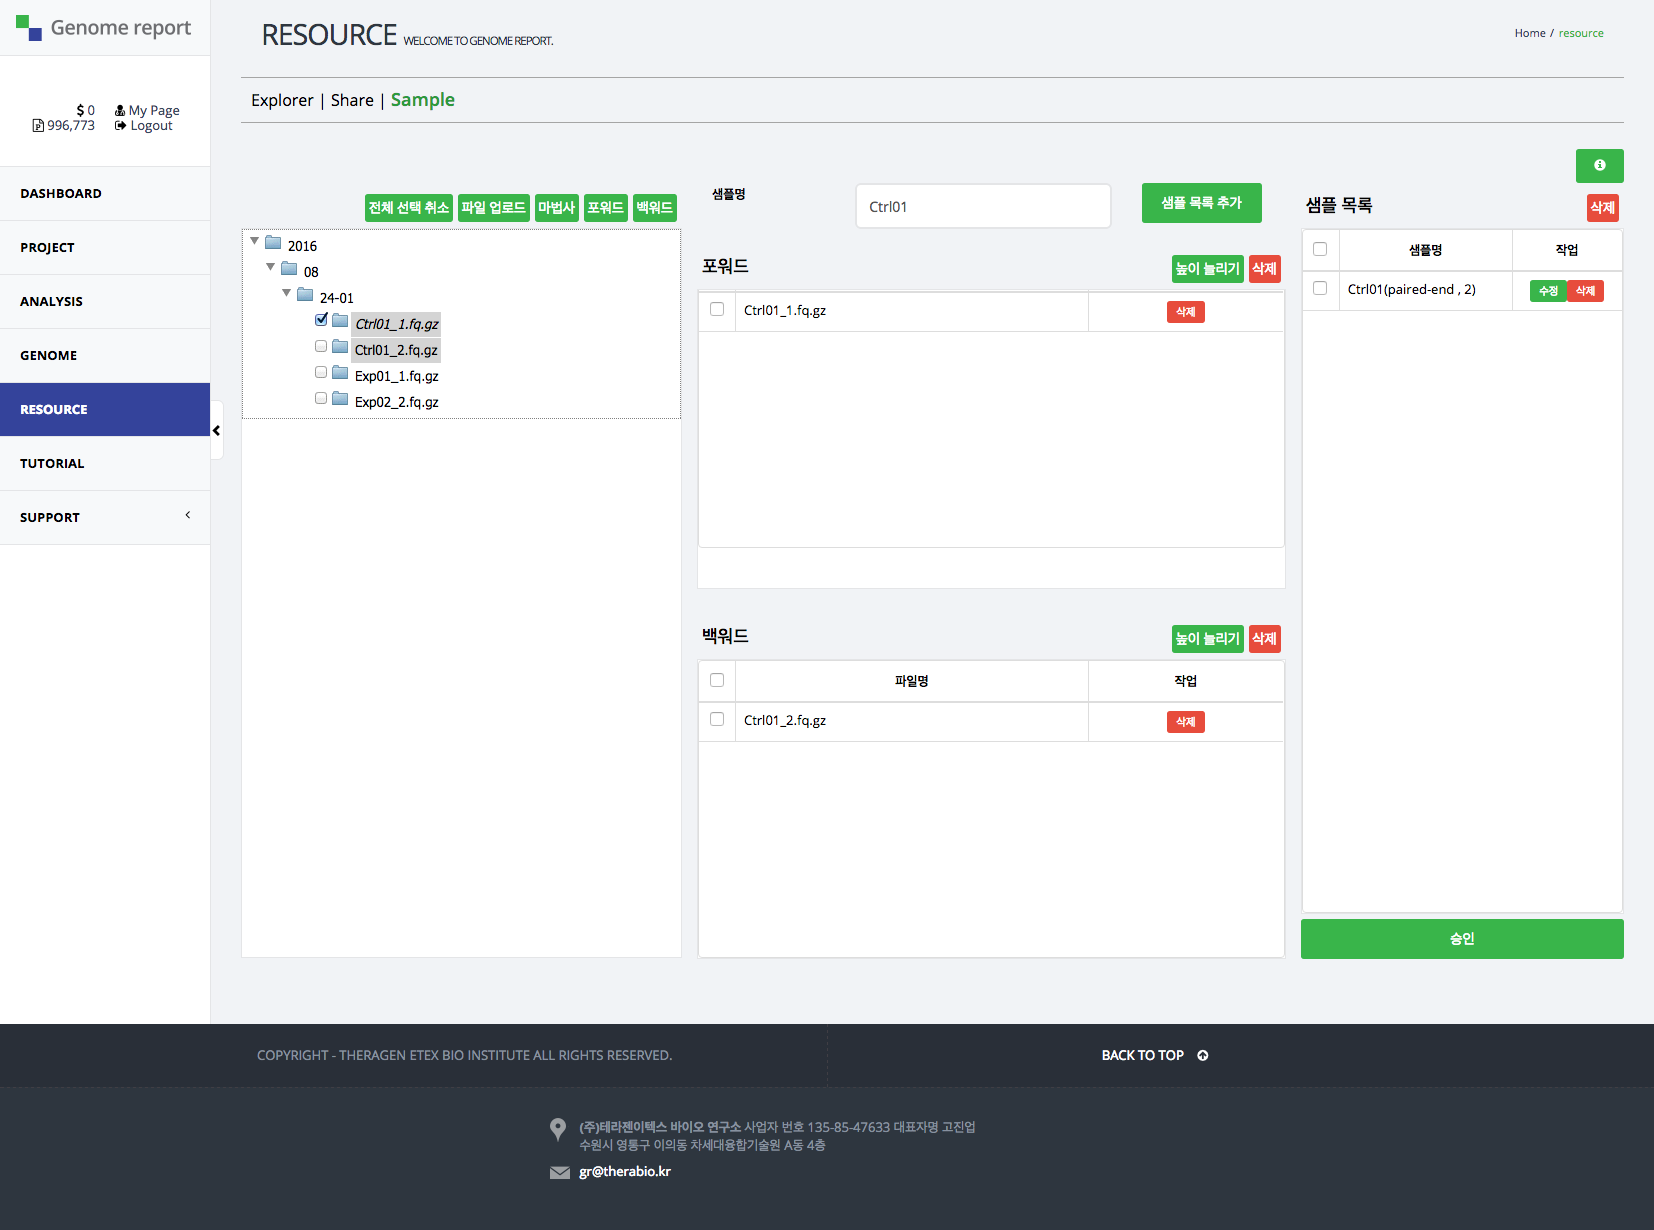 Genome report
RESOURCE WELCOME TO GENOME REPORT.
Home / resource
$ 0
My Page
996,773
Logout
Explorer | Share | Sample
DASHBOARD
PROJECT
ANALYSIS
GENOME
RESOURCE
TUTORIAL
SUPPORT
전체 선택 취소 파일 업로드 마법사 포워드 백워드
2016
08
24-01
Ctrl01_1.fq.gz
Ctrl01_2.fq.gz
Exp01_1.fq.gz
Exp02_2.fq.gz
샘플명 Ctrl01 샘플 목록 추가
포워드 높이 늘리기 삭제
Ctrl01_1.fq.gz 삭제
백워드 높이 늘리기 삭제
파일명 작업
Ctrl01_2.fq.gz 삭제
샘플 목록 삭제
샘플명 작업
Ctrl01(paired-end , 2) 수정 삭제
승인
COPYRIGHT - THERAGEN ETEX BIO INSTITUTE ALL RIGHTS RESERVED.
BACK TO TOP
(주)테라젠이텍스 바이오 연구소 사업자 번호 135-85-47633 대표자명 고진업
수원시 영통구 이의동 차세대융합기술원 A동 4층
gr@therabio.kr